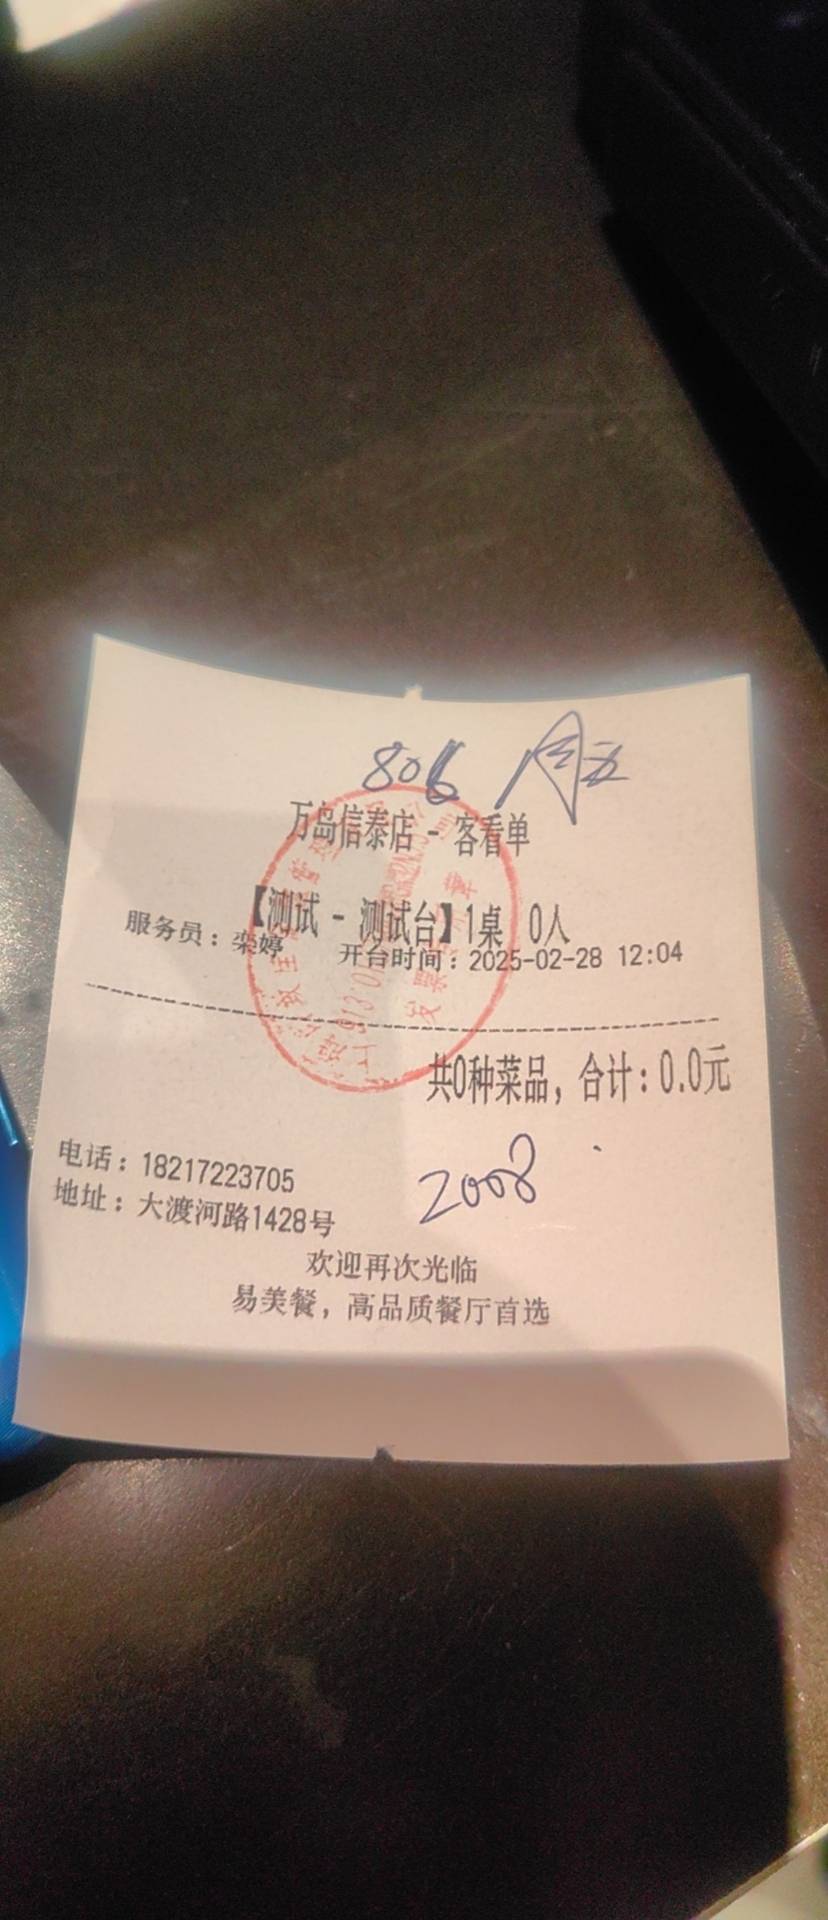 806 周五
万岛信泰店 - 客看单
【测试 - 测试台】1桌 0人
服务员：栾婷 开台时间：2025-02-28 12:04
共0种菜品，合计：0.0元
电话：18217223705
地址：大渡河路1428号
2008
欢迎再次光临
易美餐，高品质餐厅首选